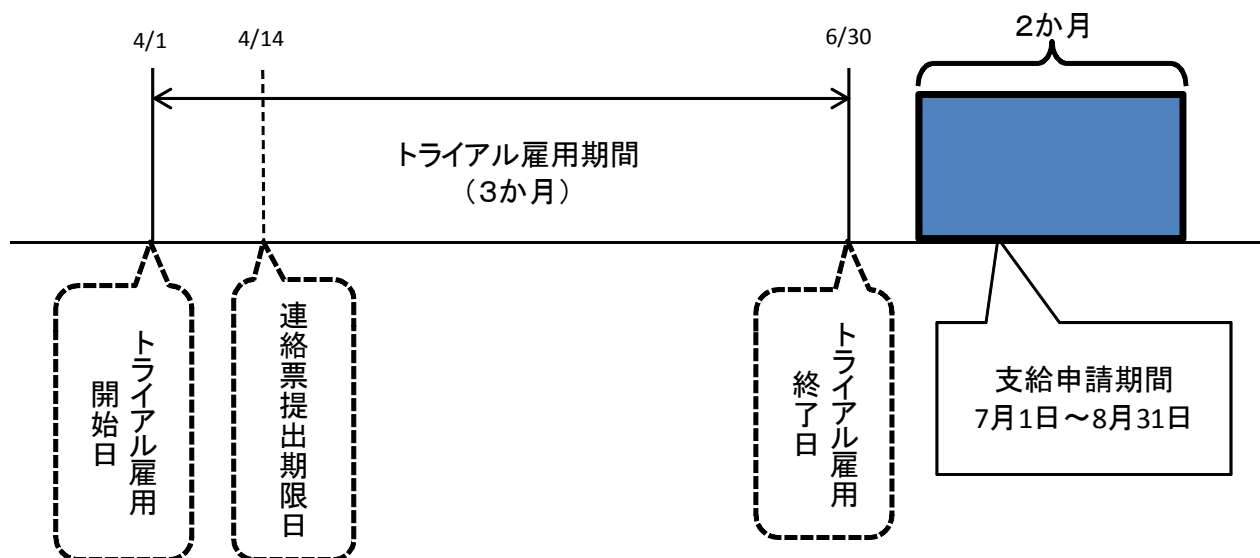 4/1
4/14
6/30
２か月
トライアル雇用期間
（３か月）
トライアル雇用
開始日
連絡票提出期限日
トライアル雇用
終了日
支給申請期間
7月1日～8月31日